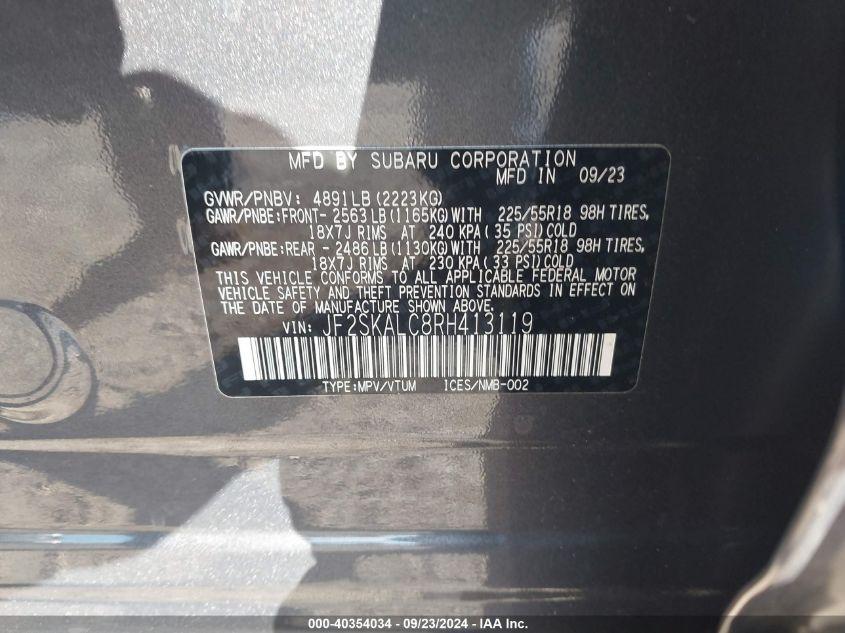 MFD BY SUBARU CORPORATION
MFD IN 09/23
GVWR/PNBV: 4891LB(2223KG)
GAWR/PNBE:FRONT- 2563LB(1165KG)WITH 225/55R18 98H TIRES,
18X7J RIMS AT 240 KPA(35 PSI)COLD
GAWR/PNBE:REAR - 2486LB(1130KG)WITH 225/55R18 98H TIRES,
18X7J RIMS AT 230 KPA(33 PSI)COLD
THIS VEHICLE CONFORMS TO ALL APPLICABLE FEDERAL MOTOR
VEHICLE SAFETY AND THEFT PREVENTION STANDARDS IN EFFECT ON
THE DATE OF MANUFACTURE SHOWN ABOVE.
VIN: JF2SKALC8RH413119
TYPE:MPV/VTUM ICES/NMB-002
000-40354034 - 09/23/2024 - IAA Inc.